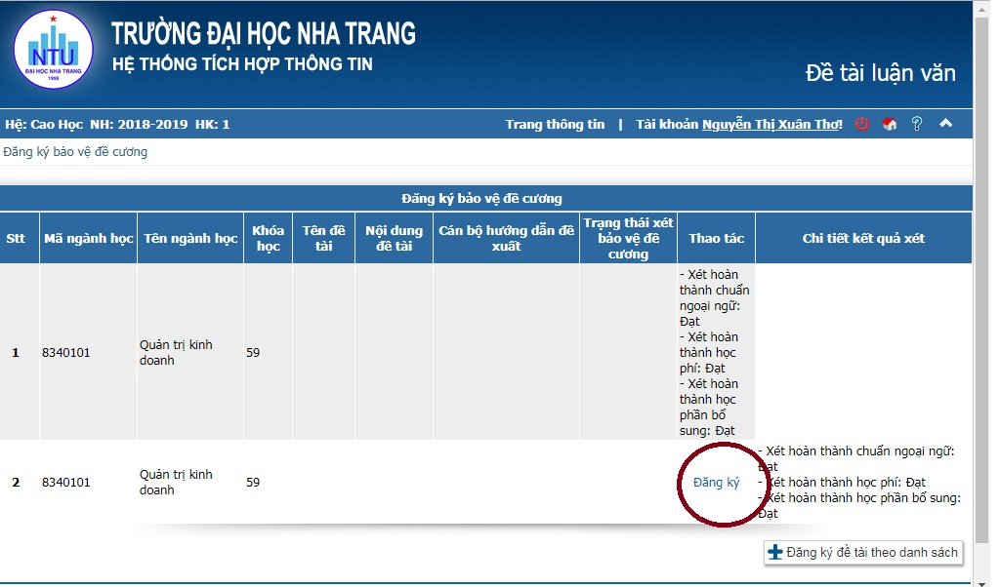 TRƯỜNG ĐẠI HỌC NHA TRANG
HỆ THỐNG TÍCH HỢP THÔNG TIN
NTU
ĐẠI HỌC NHA TRANG
1959
Đề tài luận văn
Hệ: Cao Học NH: 2018-2019 HK: 1
Trang thông tin | Tài khoản Nguyễn Thị Xuân Thơ!
Đăng ký bảo vệ đề cương
Đăng ký bảo vệ đề cương
Stt
Mã ngành học
Tên ngành học
Khóa
học
Tên đề
tài
Nội dung
đề tài
Cán bộ hướng dẫn đề
xuất
Trạng thái xét
bảo vệ đề
cương
Thao tác
Chi tiết kết quả xét
1
8340101
Quản trị kinh
doanh
59
- Xét hoàn
thành chuẩn
ngoại ngữ:
Đạt
- Xét hoàn
thành học
phí: Đạt
- Xét hoàn
thành học
phần bổ
sung: Đạt
2
8340101
Quản trị kinh
doanh
59
Đăng ký
- Xét hoàn thành chuẩn ngoại ngữ:
Đạt
- Xét hoàn thành học phí: Đạt
- Xét hoàn thành học phần bổ sung:
Đạt
Đăng ký đề tài theo danh sách